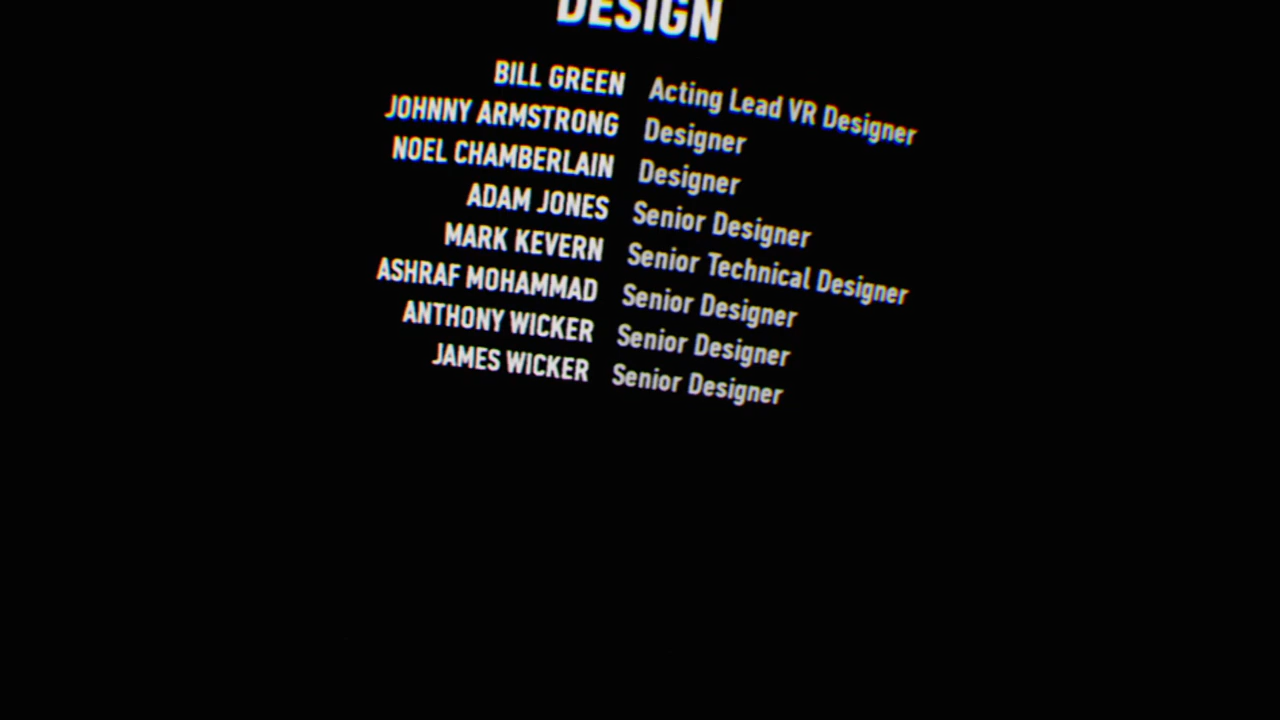 DESIGN
BILL GREEN Acting Lead VR Designer
JOHNNY ARMSTRONG Designer
NOEL CHAMBERLAIN Designer
ADAM JONES Senior Designer
MARK KEVERN Senior Technical Designer
ASHRAF MOHAMMAD Senior Designer
ANTHONY WICKER Senior Designer
JAMES WICKER Senior Designer